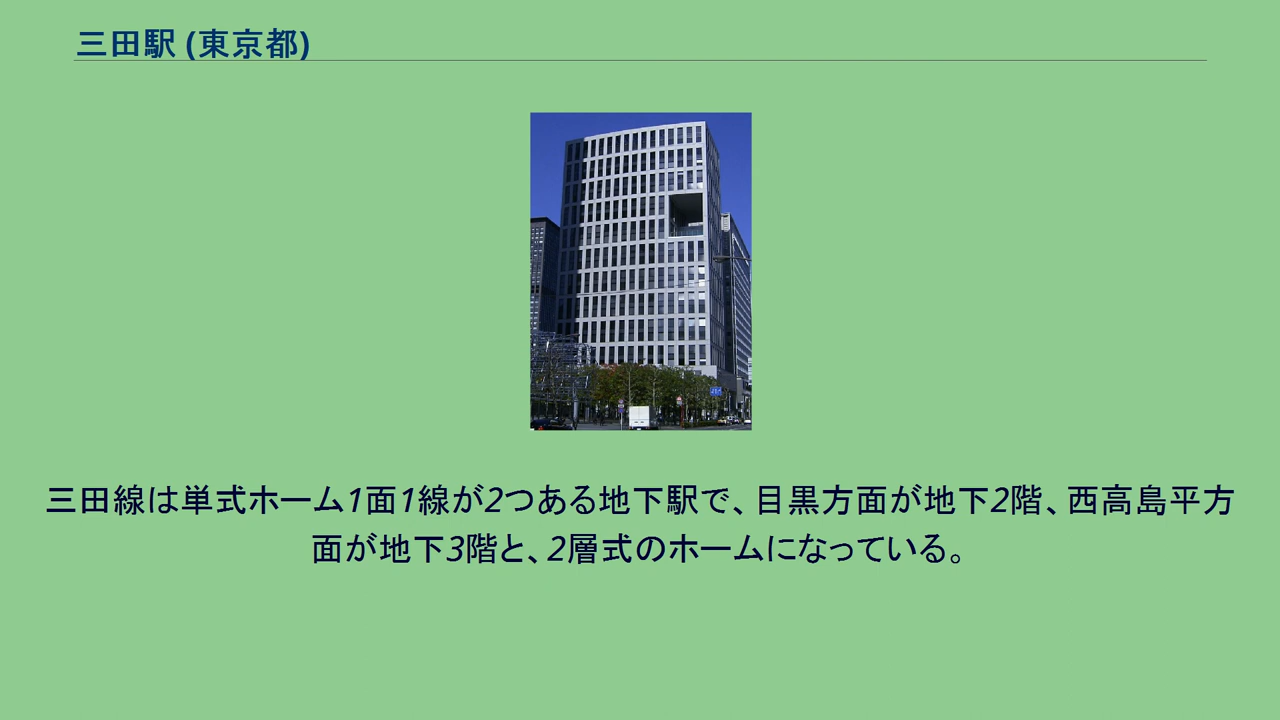 三田駅 (東京都)
三田線は単式ホーム1面1線が2つある地下駅で、目黒方面が地下2階、西高島平方
面が地下3階と、2層式のホームになっている。